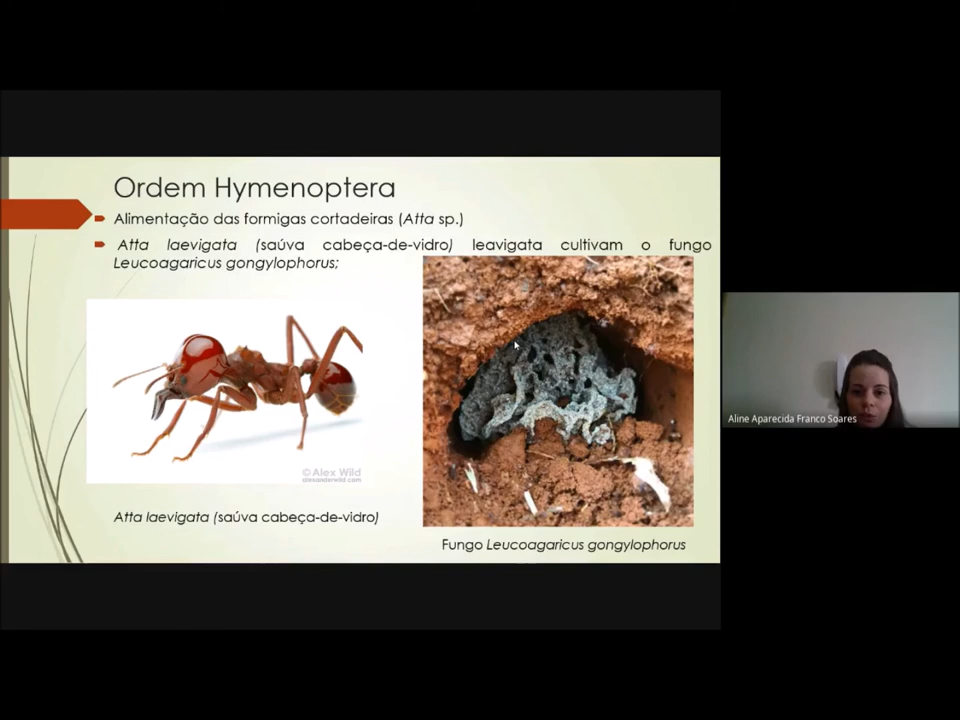 Ordem Hymenoptera
Alimentação das formigas cortadeiras (Atta sp.)
Atta laevigata (saúva cabeça-de-vidro) leavigata cultivam o fungo
Leucoagaricus gongylophorus;
© Alex Wild
alexanderwild.com
Aline Aparecida Franco Soares
Atta laevigata (saúva cabeça-de-vidro)
Fungo Leucoagaricus gongylophorus